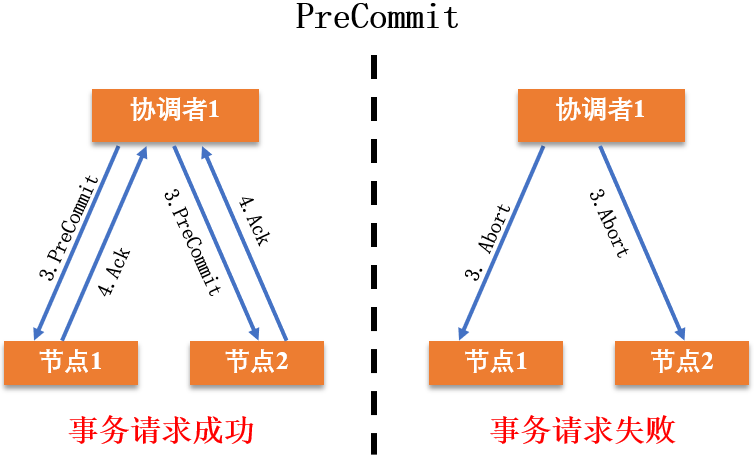 PreCommit
协调者1
3.PreCommit
4.Ack
3.PreCommit
4.Ack
节点1
节点2
事务请求成功
协调者1
3. Abort
3.Abort
节点1
节点2
事务请求失败